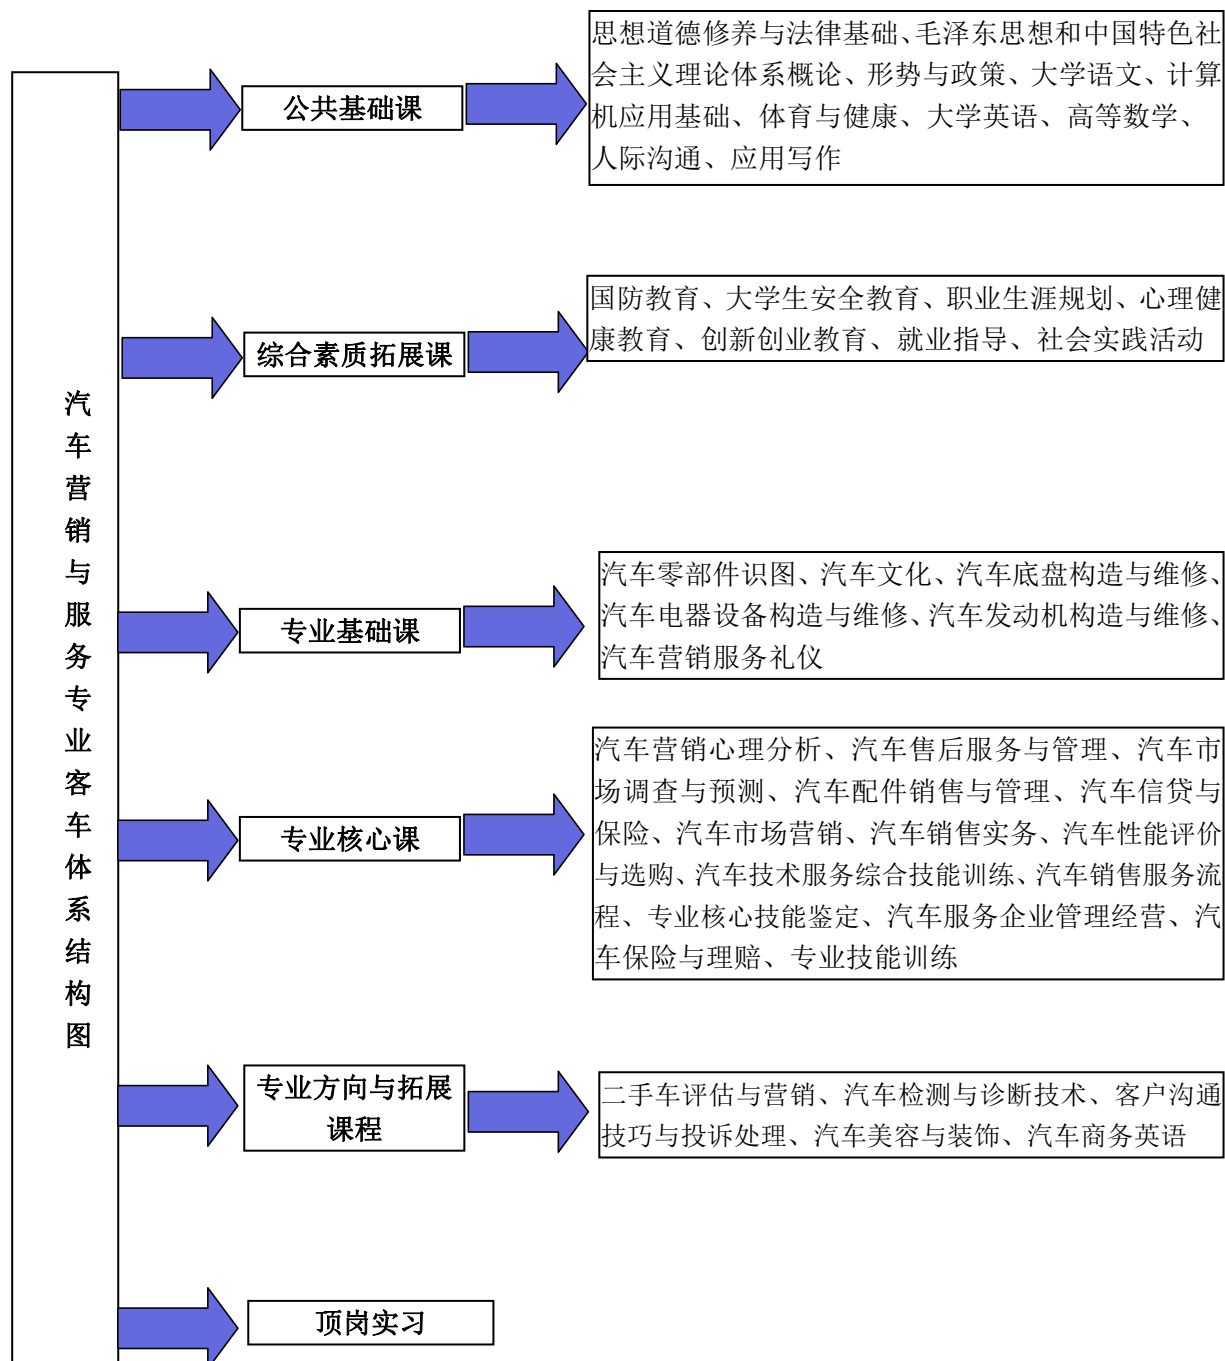 汽车营销与服务专业客车体系结构图
公共基础课
思想道德修养与法律基础、毛泽东思想和中国特色社
会主义理论体系概论、形势与政策、大学语文、计算
机应用基础、体育与健康、大学英语、高等数学、
人际沟通、应用写作
综合素质拓展课
国防教育、大学生安全教育、职业生涯规划、心理健
康教育、创新创业教育、就业指导、社会实践活动
专业基础课
汽车零部件识图、汽车文化、汽车底盘构造与维修、
汽车电器设备构造与维修、汽车发动机构造与维修、
汽车营销服务礼仪
专业核心课
汽车营销心理分析、汽车售后服务与管理、汽车市
场调查与预测、汽车配件销售与管理、汽车信贷与
保险、汽车市场营销、汽车销售实务、汽车性能评价
与选购、汽车技术服务综合技能训练、汽车销售服务流
程、专业核心技能鉴定、汽车服务企业管理经营、汽
车保险与理赔、专业技能训练
专业方向与拓展
课程
二手车评估与营销、汽车检测与诊断技术、客户沟通
技巧与投诉处理、汽车美容与装饰、汽车商务英语
顶岗实习